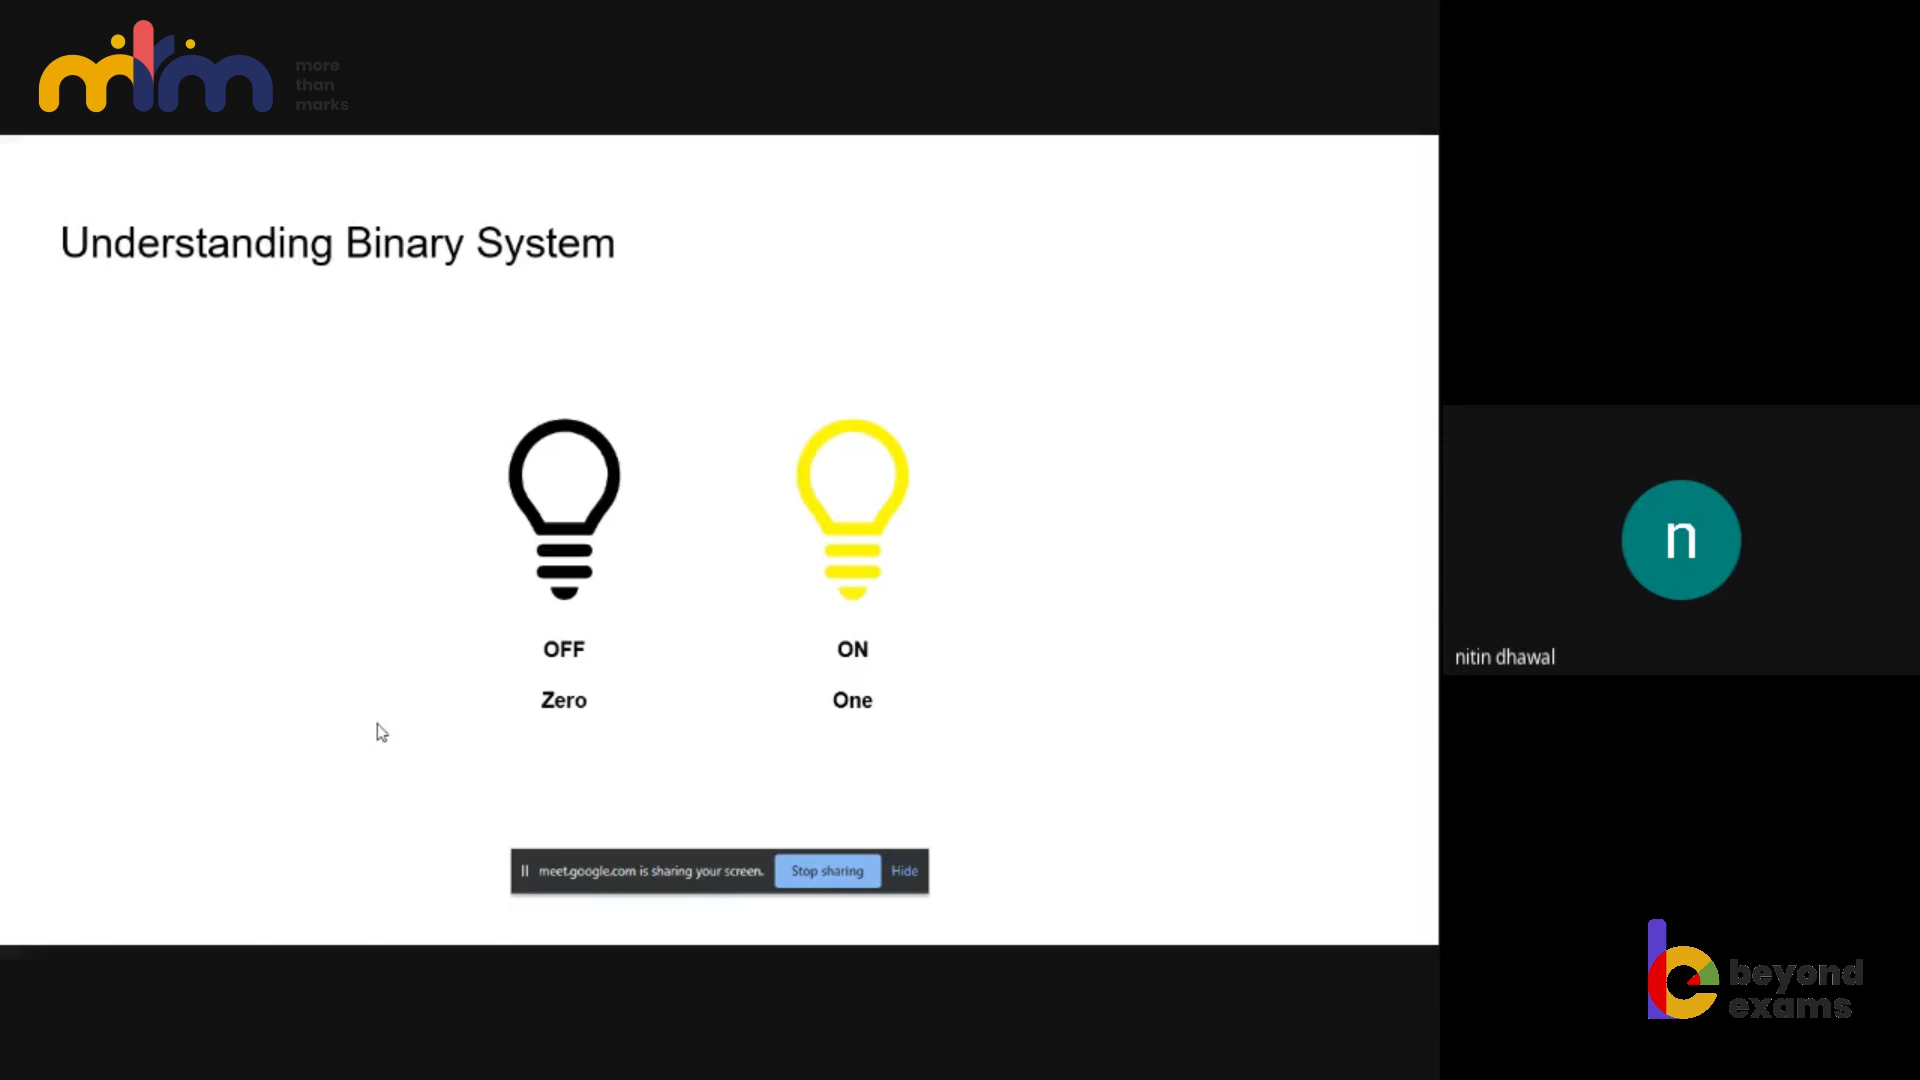 mtm
more
than
marks
Understanding Binary System
OFF
ON
Zero
One
meet.google.com is sharing your screen.
Stop sharing
Hide
n
nitin dhawal
beyond
exams